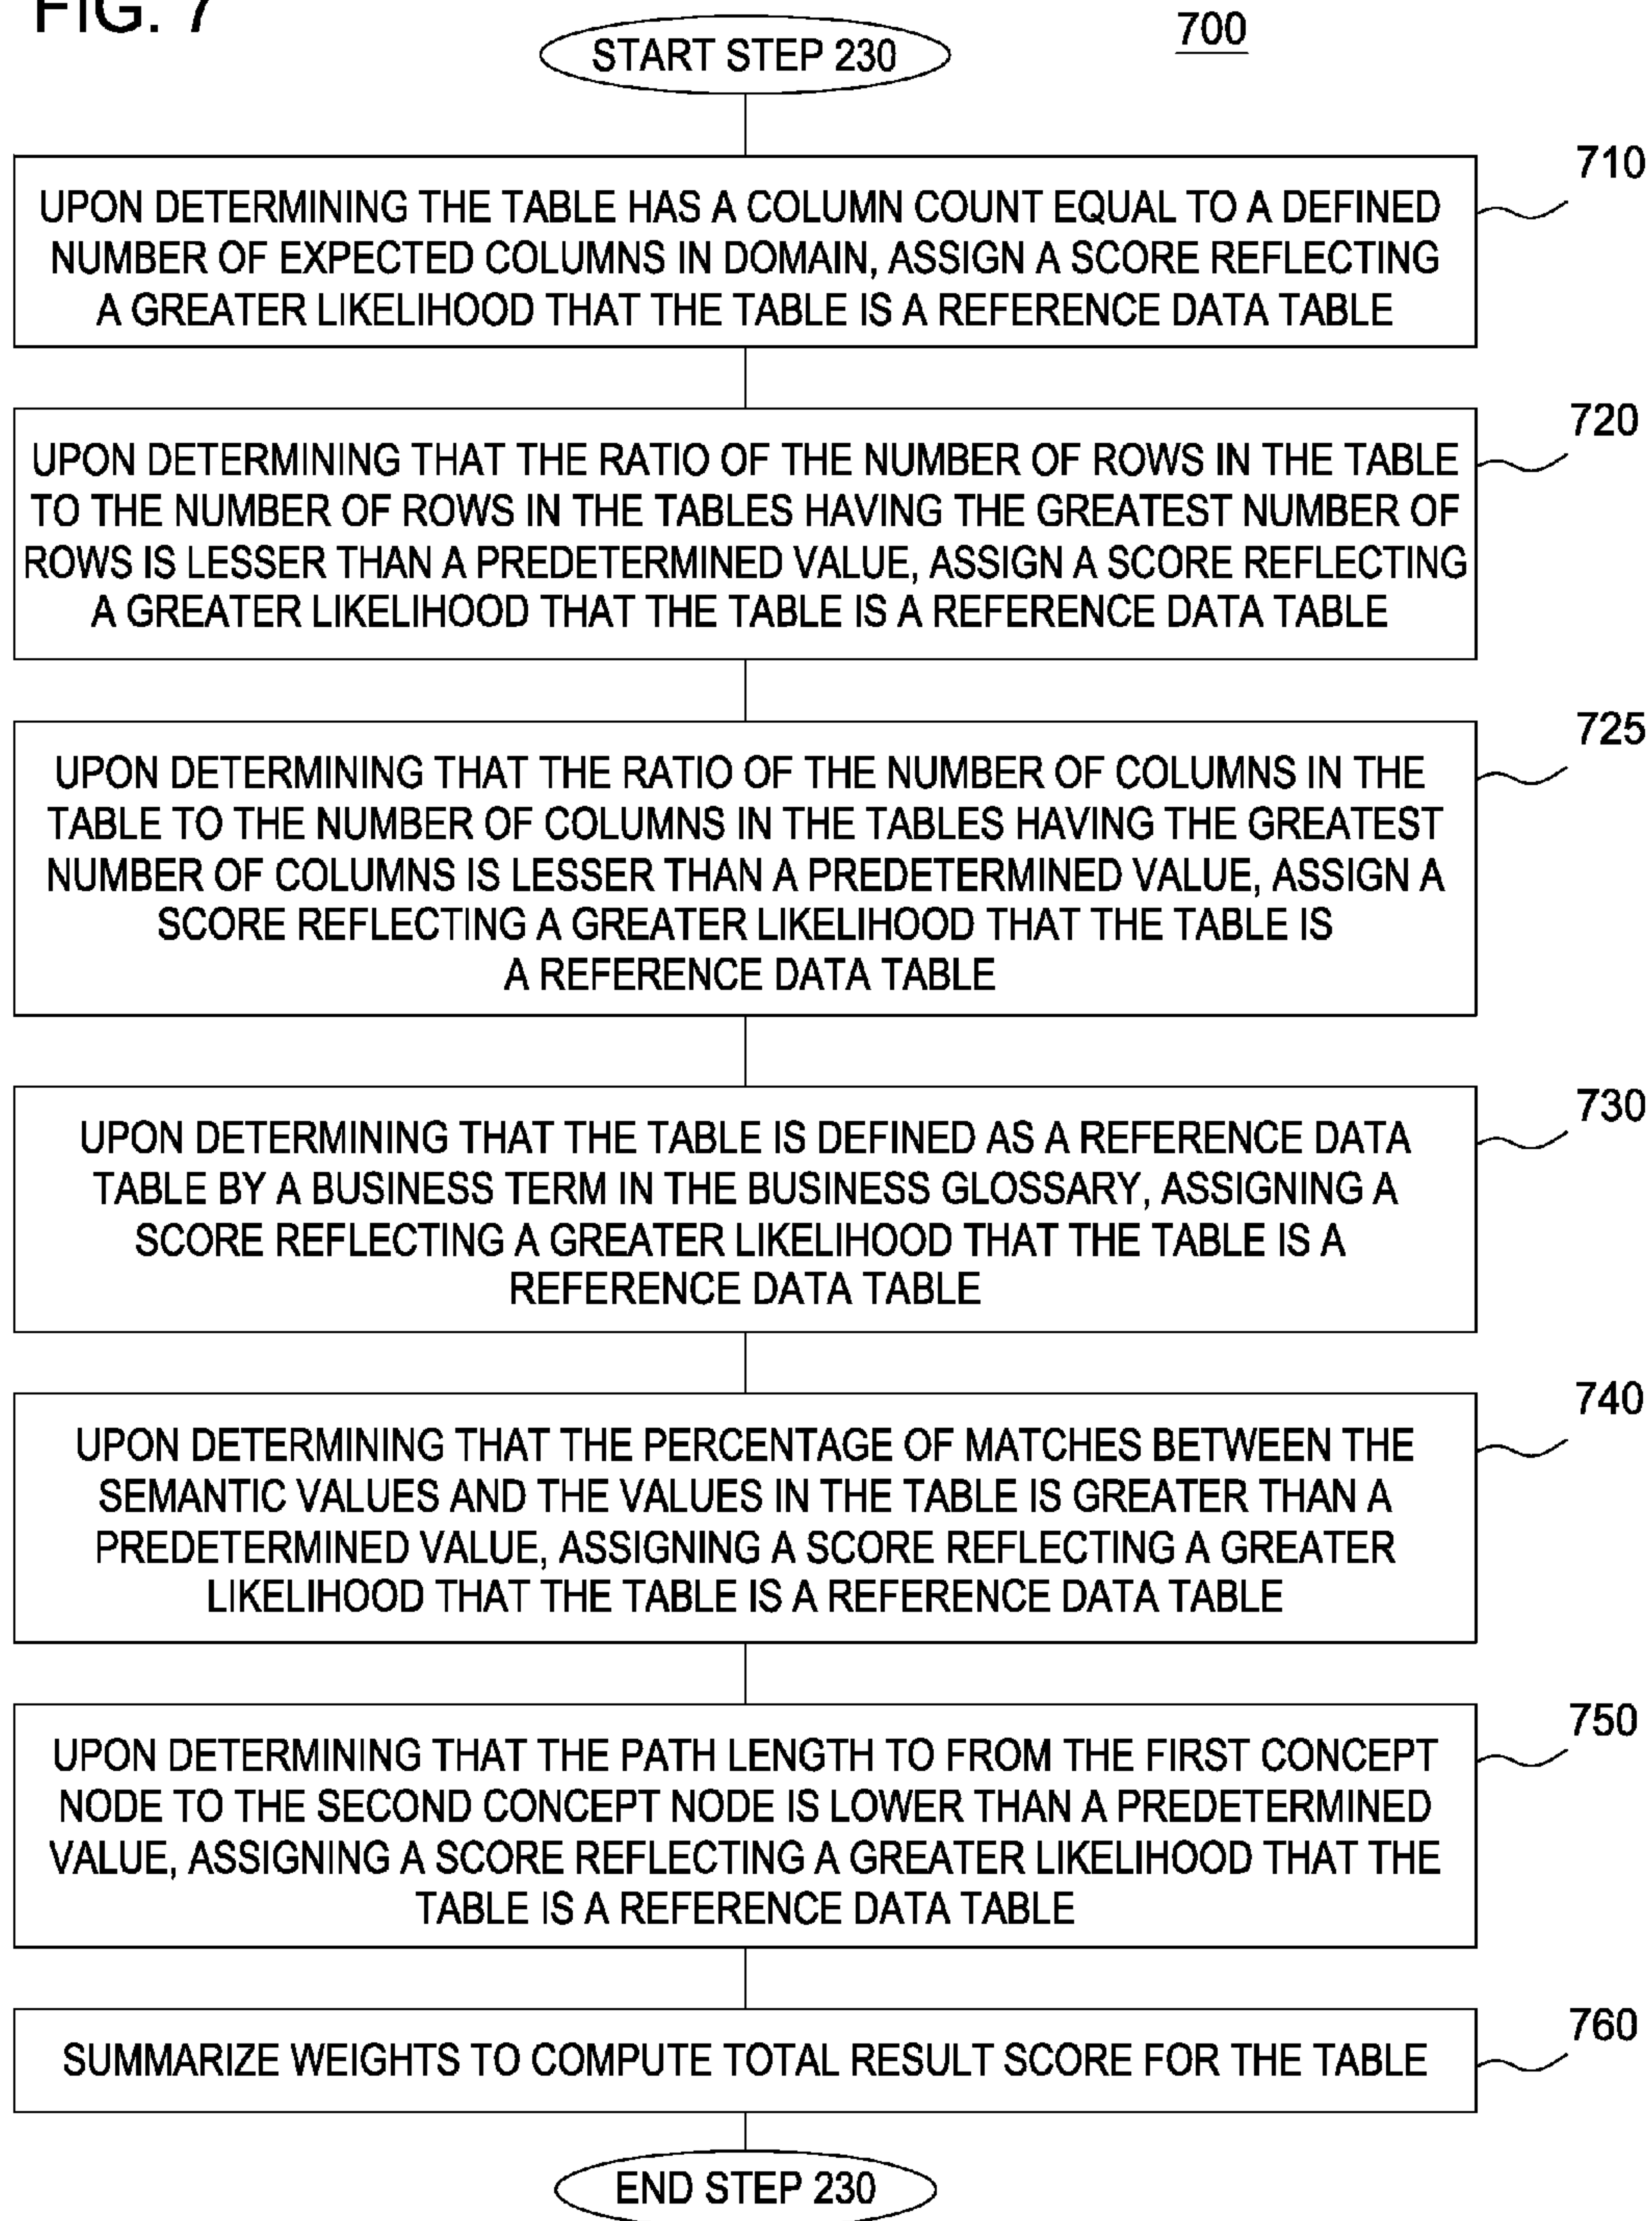 FIG. 7
700
START STEP 230
710
UPON DETERMINING THE TABLE HAS A COLUMN COUNT EQUAL TO A DEFINED
NUMBER OF EXPECTED COLUMNS IN DOMAIN, ASSIGN A SCORE REFLECTING
A GREATER LIKELIHOOD THAT THE TABLE IS A REFERENCE DATA TABLE
720
UPON DETERMINING THAT THE RATIO OF THE NUMBER OF ROWS IN THE TABLE
TO THE NUMBER OF ROWS IN THE TABLES HAVING THE GREATEST NUMBER OF
ROWS IS LESSER THAN A PREDETERMINED VALUE, ASSIGN A SCORE REFLECTING
A GREATER LIKELIHOOD THAT THE TABLE IS A REFERENCE DATA TABLE
725
UPON DETERMINING THAT THE RATIO OF THE NUMBER OF COLUMNS IN THE
TABLE TO THE NUMBER OF COLUMNS IN THE TABLES HAVING THE GREATEST
NUMBER OF COLUMNS IS LESSER THAN A PREDETERMINED VALUE, ASSIGN A
SCORE REFLECTING A GREATER LIKELIHOOD THAT THE TABLE IS
A REFERENCE DATA TABLE
730
UPON DETERMINING THAT THE TABLE IS DEFINED AS A REFERENCE DATA
TABLE BY A BUSINESS TERM IN THE BUSINESS GLOSSARY, ASSIGNING A
SCORE REFLECTING A GREATER LIKELIHOOD THAT THE TABLE IS A
REFERENCE DATA TABLE
740
UPON DETERMINING THAT THE PERCENTAGE OF MATCHES BETWEEN THE
SEMANTIC VALUES AND THE VALUES IN THE TABLE IS GREATER THAN A
PREDETERMINED VALUE, ASSIGNING A SCORE REFLECTING A GREATER
LIKELIHOOD THAT THE TABLE IS A REFERENCE DATA TABLE
750
UPON DETERMINING THAT THE PATH LENGTH TO FROM THE FIRST CONCEPT
NODE TO THE SECOND CONCEPT NODE IS LOWER THAN A PREDETERMINED
VALUE, ASSIGNING A SCORE REFLECTING A GREATER LIKELIHOOD THAT THE
TABLE IS A REFERENCE DATA TABLE
760
SUMMARIZE WEIGHTS TO COMPUTE TOTAL RESULT SCORE FOR THE TABLE
END STEP 230